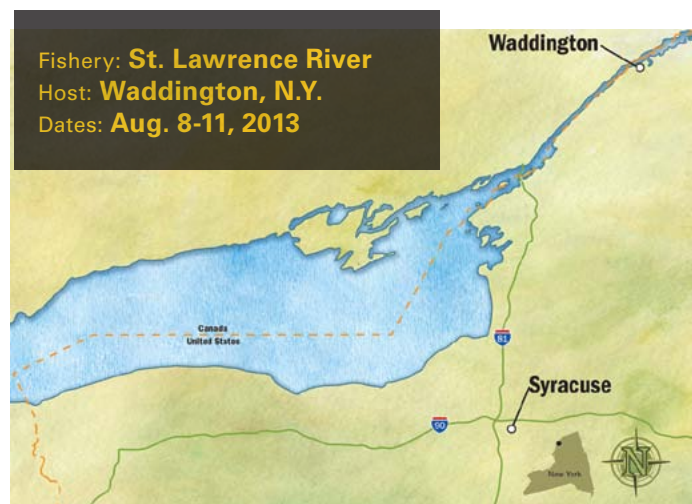 Fishery: St. Lawrence River
Host: Waddington, N.Y.
Dates: Aug. 8-11, 2013
Waddington
Canada
United States
81
Syracuse
90
New York
N